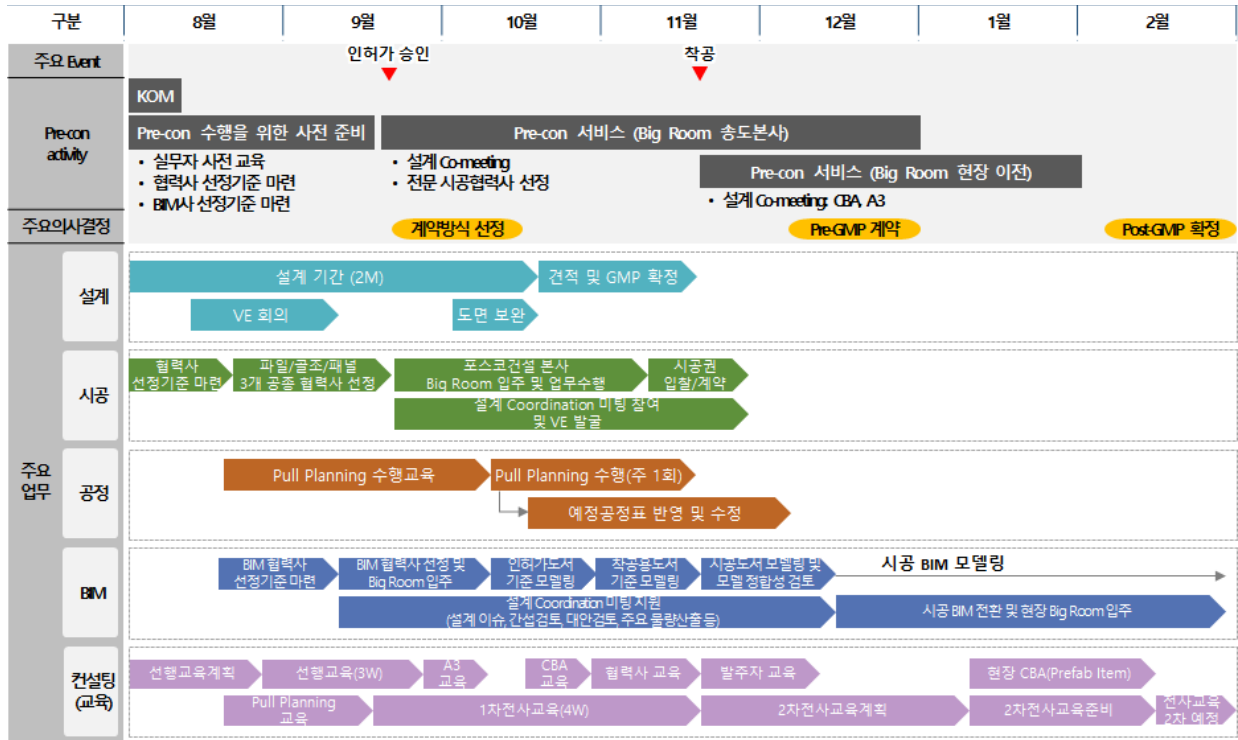 구분 8월 9월 10월 11월 12월 1월 2월
주요 Event 인허가 승인 착공
Pre-con
activity
KOM
Pre-con 수행을 위한 사전 준비
• 실무자 사전 교육
• 협력사 선정기준 마련
• BIM사 선정기준 마련
Pre-con 서비스 (Big Room 송도본사)
• 설계 Co-meeting
• 전문 시공협력사 선정
Pre-con 서비스 (Big Room 현장 이전)
• 설계 Co-meeting: CBA, A3
주요의사결정 계약방식 선정 Pre-GMP 계약 Post-GMP 확정
주요
업무
설계
설계 기간 (2M) 견적 및 GMP 확정
VE 회의 도면 보완
시공
협력사
선정기준 마련
파일/골조/패널
3개 공종 협력사 선정
포스코건설 본사
Big Room 입주 및 업무수행
시공권
입찰/계약
설계 Coordination 미팅 참여
및 VE 발굴
공정
Pull Planning 수행교육 Pull Planning 수행(주 1회)
예정공정표 반영 및 수정
BIM
BIM 협력사
선정기준 마련
BIM 협력사 선정 및
Big Room 입주
인허가도서
기준 모델링
착공용도서
기준 모델링
시공도서 모델링 및
모델 정합성 검토
시공 BIM 모델링
설계 Coordination 미팅 지원
(설계 이슈, 간섭검토, 대안검토, 주요 물량산출 등)
시공 BIM 전환 및 현장 Big Room 입주
컨설팅
(교육)
선행교육계획 선행교육(3W)
A3
교육
CBA
교육
협력사 교육 발주자 교육 현장 CBA(Prefab Item)
Pull Planning
교육
1차전사교육(4W) 2차전사교육계획 2차전사교육준비
전사교육
2차 예정